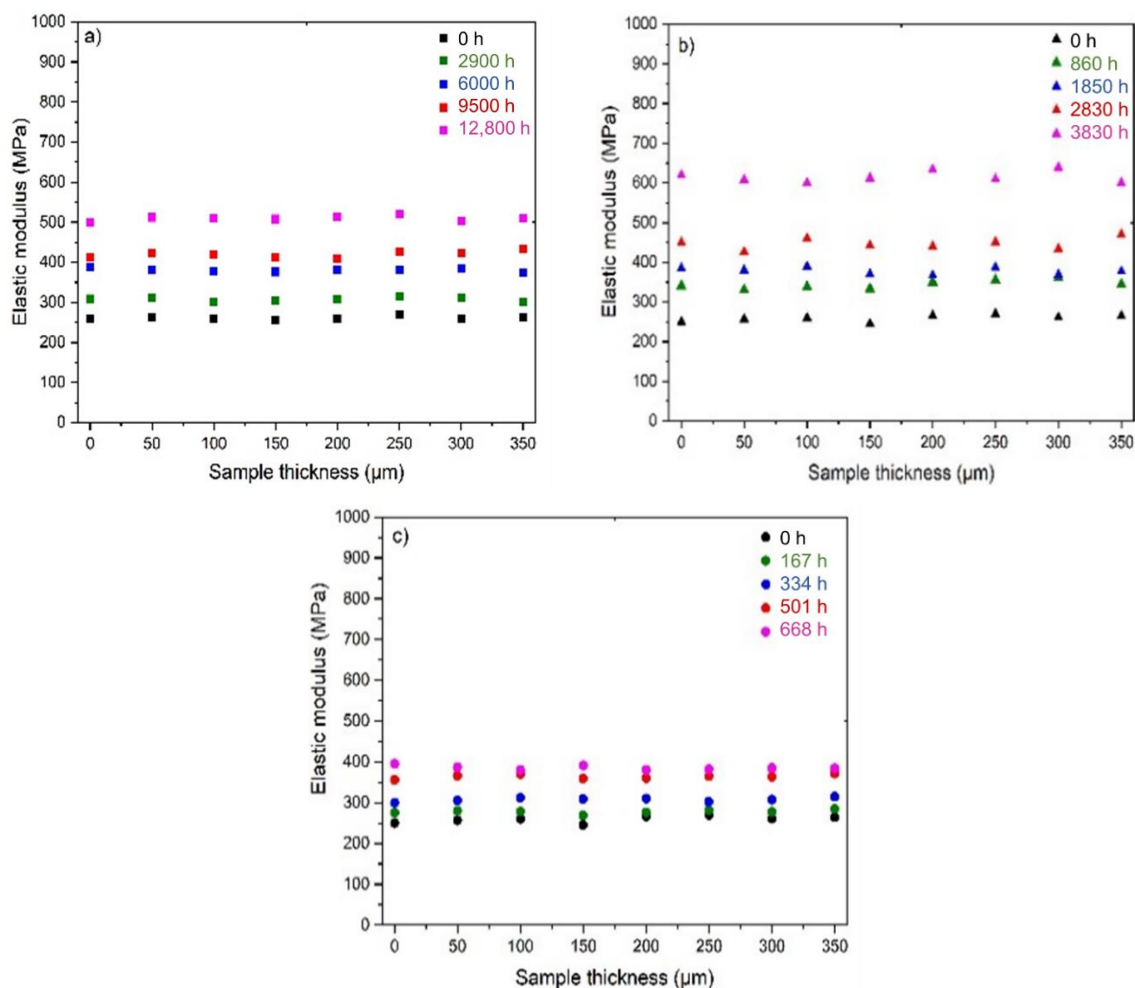 a)
0 h
2900 h
6000 h
9500 h
12,800 h
1000
900
800
700
600
500
400
300
200
100
0
Elastic modulus (MPa)
0 50 100 150 200 250 300 350
Sample thickness (µm)
b)
0 h
860 h
1850 h
2830 h
3830 h
1000
900
800
700
600
500
400
300
200
100
0
Elastic modulus (MPa)
0 50 100 150 200 250 300 350
Sample thickness (µm)
c)
0 h
167 h
334 h
501 h
668 h
1000
900
800
700
600
500
400
300
200
100
0
Elastic modulus (MPa)
0 50 100 150 200 250 300 350
Sample thickness (µm)